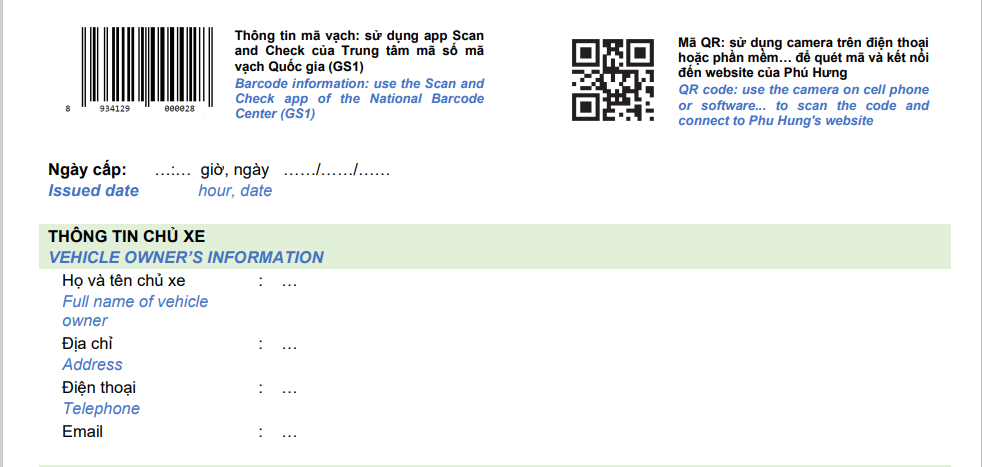 Thông tin mã vạch: sử dụng app Scan
and Check của Trung tâm mã số mã
vạch Quốc gia (GS1)
Barcode information: use the Scan and
Check app of the National Barcode
Center (GS1)
8 934129 000028
Mã QR: sử dụng camera trên điện thoại
hoặc phần mềm… để quét mã và kết nối
đến website của Phú Hưng
QR code: use the camera on cell phone
or software... to scan the code and
connect to Phu Hung's website
Ngày cấp: …:… giờ, ngày ……/……/……
Issued date hour, date
THÔNG TIN CHỦ XE
VEHICLE OWNER’S INFORMATION
Họ và tên chủ xe : …
Full name of vehicle
owner
Địa chỉ : …
Address
Điện thoại : …
Telephone
Email : …